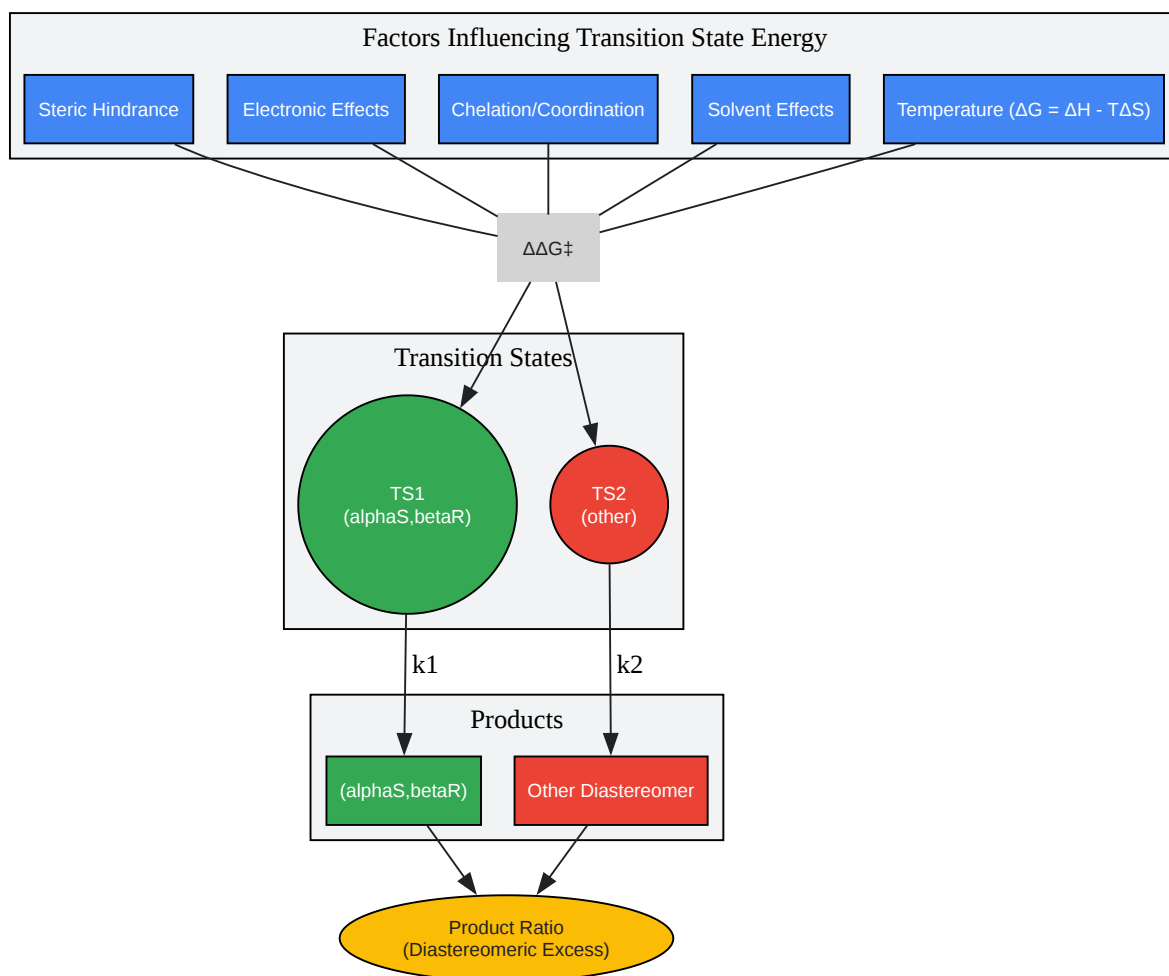 Factors Influencing Transition State Energy
Steric Hindrance
Electronic Effects
Chelation/Coordination
Solvent Effects
Temperature (ΔG = ΔH - TΔS)
ΔΔG‡
Transition States
TS1
(alphaS,betaR)
TS2
(other)
k1
k2
Products
(alphaS,betaR)
Other Diastereomer
Product Ratio
(Diastereomeric Excess)